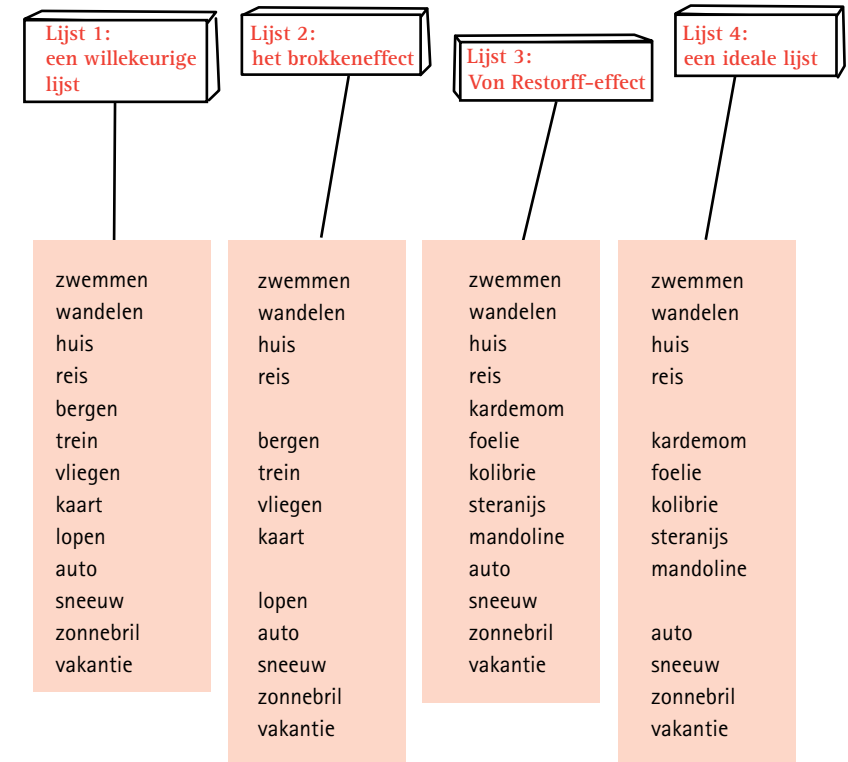 Lijst 1:
een willekeurige
lijst
zwemmen
wandelen
huis
reis
bergen
trein
vliegen
kaart
lopen
auto
sneeuw
zonnebril
vakantie
Lijst 2:
het brokkeneffect
zwemmen
wandelen
huis
reis
bergen
trein
vliegen
kaart
lopen
auto
sneeuw
zonnebril
vakantie
Lijst 3:
Von Restorff-effect
zwemmen
wandelen
huis
reis
kardemom
foelie
kolibrie
steranijs
mandoline
auto
sneeuw
zonnebril
vakantie
Lijst 4:
een ideale lijst
zwemmen
wandelen
huis
reis
kardemom
foelie
kolibrie
steranijs
mandoline
auto
sneeuw
zonnebril
vakantie